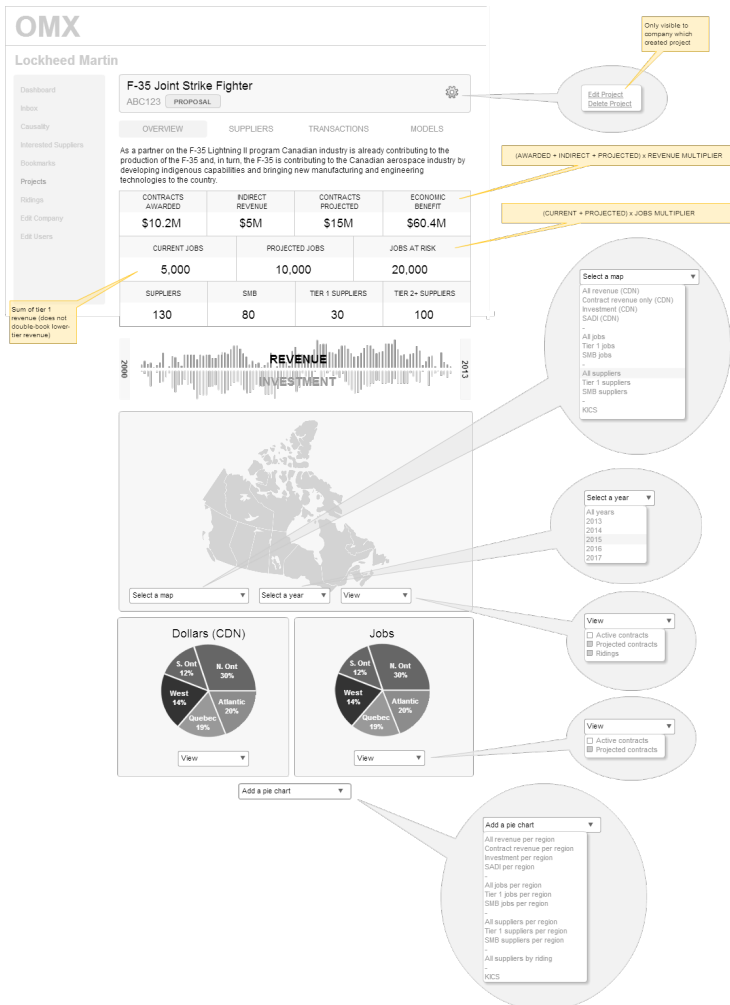 OMX
Lockheed Martin
Dashboard
Inbox
Causality
Interested Suppliers
Bookmarks
Projects
Ridings
Edit Company
Edit Users
F-35 Joint Strike Fighter
ABC123 PROPOSAL
Edit Project
Delete Project
Only visible to
company which
created project
OVERVIEW SUPPLIERS TRANSACTIONS MODELS
As a partner on the F-35 Lightning II program Canadian industry is already contributing to the
production of the F-35 and, in turn, the F-35 is contributing to the Canadian aerospace industry by
developing indigenous capabilities and bringing new manufacturing and engineering
technologies to the country.
(AWARDED + INDIRECT + PROJECTED) x REVENUE MULTIPLIER
CONTRACTS AWARDED
$10.2M
INDIRECT REVENUE
$5M
CONTRACTS PROJECTED
$15M
ECONOMIC BENEFIT
$60.4M
(CURRENT + PROJECTED) x JOBS MULTIPLIER
CURRENT JOBS
5,000
PROJECTED JOBS
10,000
JOBS AT RISK
20,000
SUPPLIERS
130
SMB
80
TIER 1 SUPPLIERS
30
TIER 2+ SUPPLIERS
100
Sum of tier 1
revenue (does not
double-book lower-
tier revenue)
2000
REVENUE
INVESTMENT
2013
Select a map
All revenue (CDN)
Contract revenue only (CDN)
Investment (CDN)
SADI (CDN)
-
All jobs
Tier 1 jobs
SMB jobs
-
All suppliers
Tier 1 suppliers
SMB suppliers
-
KICS
Select a map
Select a year
View
Select a year
All years
2013
2014
2015
2016
2017
View
Active contracts
Projected contracts
Ridings
Dollars (CDN)
S. Ont
12%
N. Ont
30%
West
14%
Atlantic
20%
Quebec
19%
View
Jobs
S. Ont
12%
N. Ont
30%
West
14%
Atlantic
20%
Quebec
19%
View
View
Active contracts
Projected contracts
Add a pie chart
Add a pie chart
All revenue per region
Contract revenue per region
Investment per region
SADI per region
-
All jobs per region
Tier 1 jobs per region
SMB jobs per region
-
All suppliers per region
Tier 1 suppliers per region
SMB suppliers per region
-
All suppliers by riding
-
KICS